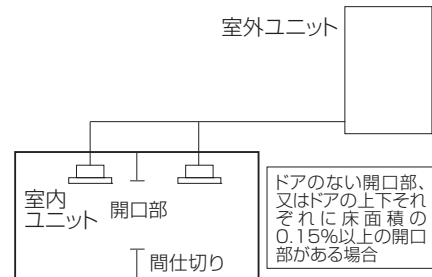 室外ユニット
室内
ユニット
開口部
間仕切り
ドアのない開口部、
又はドアの上下それ
ぞれに床面積の
0.15%以上の開口
部がある場合